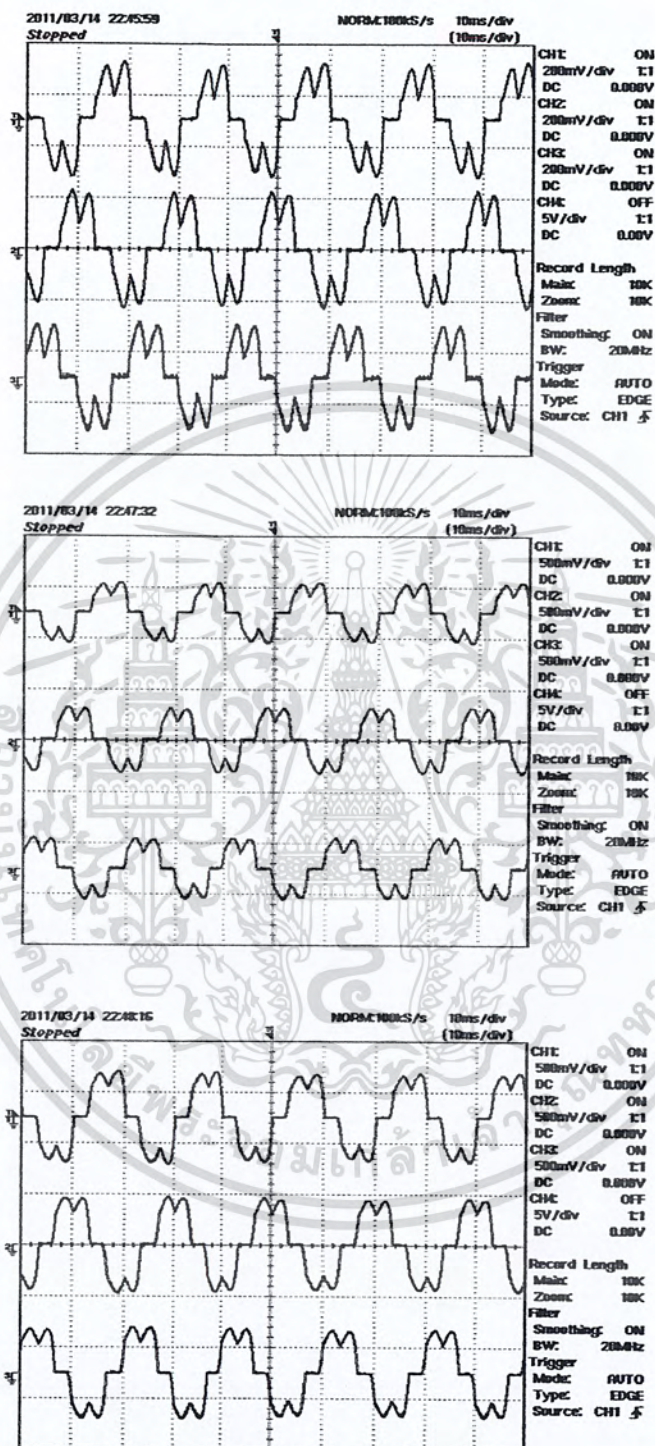 2011/03/14 22:45:59 NORM:100kS/s 10ms/div
Stopped (10ms/div)
CH1: ON
200mV/div 1:1
DC 0.000V
CH2: ON
200mV/div 1:1
DC 0.000V
CH3: ON
200mV/div 1:1
DC 0.000V
CH4: OFF
5V/div 1:1
DC 0.00V
Record Length
Main: 10K
Zoom: 10K
Filter
Smoothing: ON
BW: 20MHz
Trigger
Mode: AUTO
Type: EDGE
Source: CH1
2011/03/14 22:47:32 NORM:100kS/s 10ms/div
Stopped (10ms/div)
CH1: ON
500mV/div 1:1
DC 0.000V
CH2: ON
500mV/div 1:1
DC 0.000V
CH3: ON
500mV/div 1:1
DC 0.000V
CH4: OFF
5V/div 1:1
DC 0.00V
Record Length
Main: 10K
Zoom: 10K
Filter
Smoothing: ON
BW: 20MHz
Trigger
Mode: AUTO
Type: EDGE
Source: CH1
2011/03/14 22:48:16 NORM:100kS/s 10ms/div
Stopped (10ms/div)
CH1: ON
500mV/div 1:1
DC 0.000V
CH2: ON
500mV/div 1:1
DC 0.000V
CH3: ON
500mV/div 1:1
DC 0.000V
CH4: OFF
5V/div 1:1
DC 0.00V
Record Length
Main: 10K
Zoom: 10K
Filter
Smoothing: ON
BW: 20MHz
Trigger
Mode: AUTO
Type: EDGE
Source: CH1